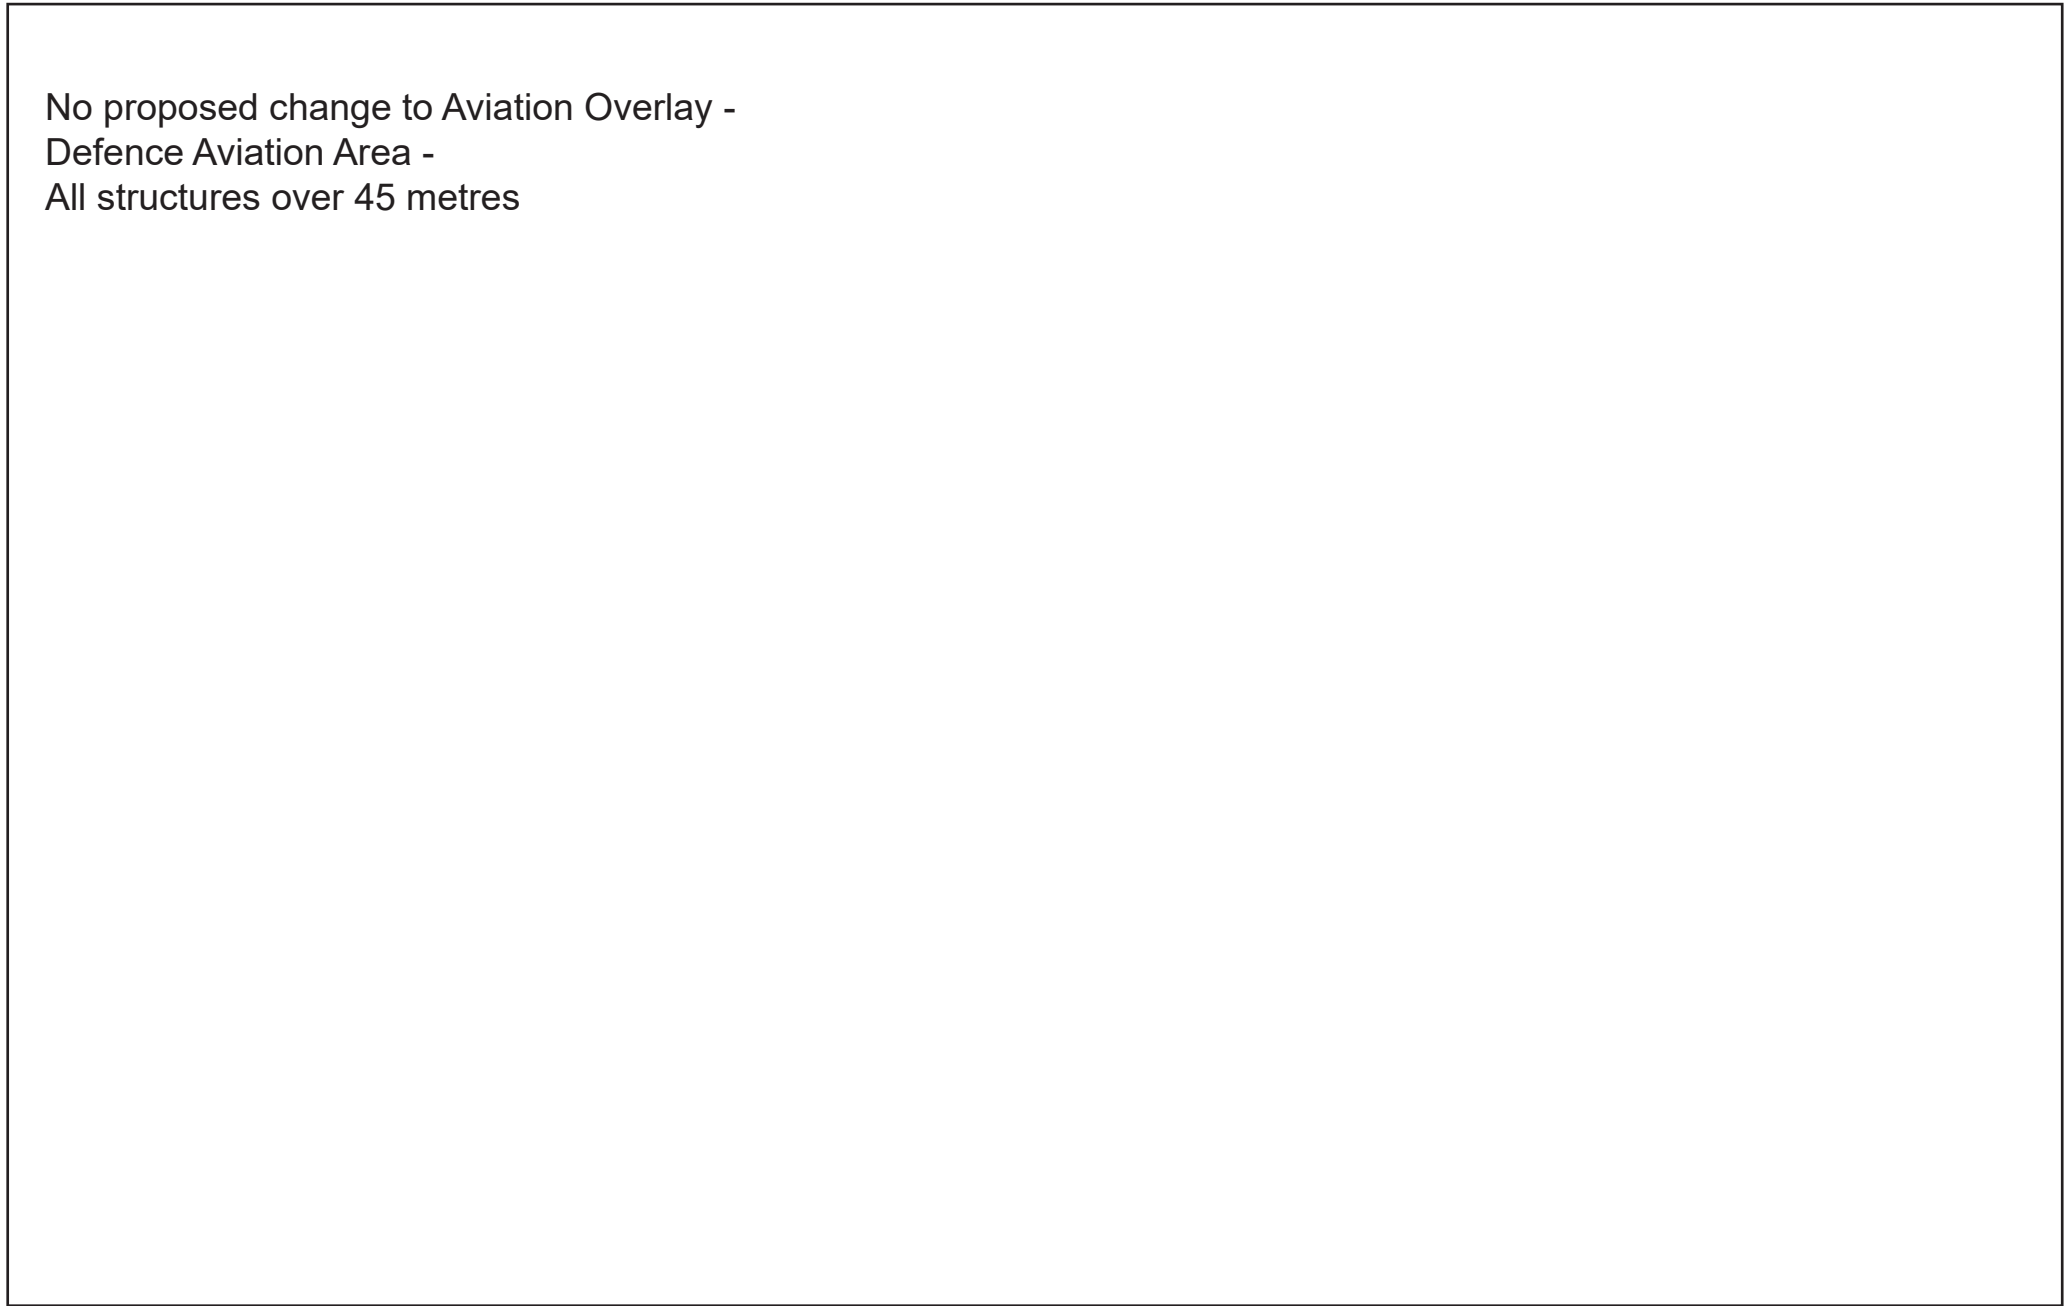 No proposed change to Aviation Overlay -
Defence Aviation Area -
All structures over 45 metres